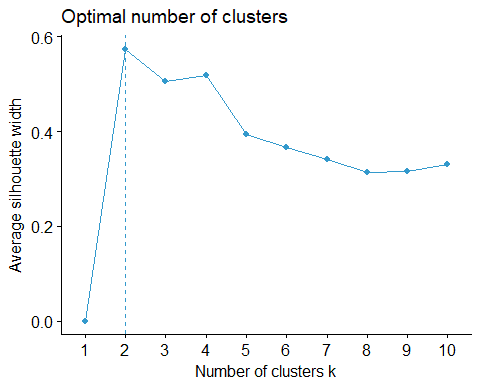 Optimal number of clusters
0.6
0.4
0.2
0.0
Average silhouette width
1 2 3 4 5 6 7 8 9 10
Number of clusters k